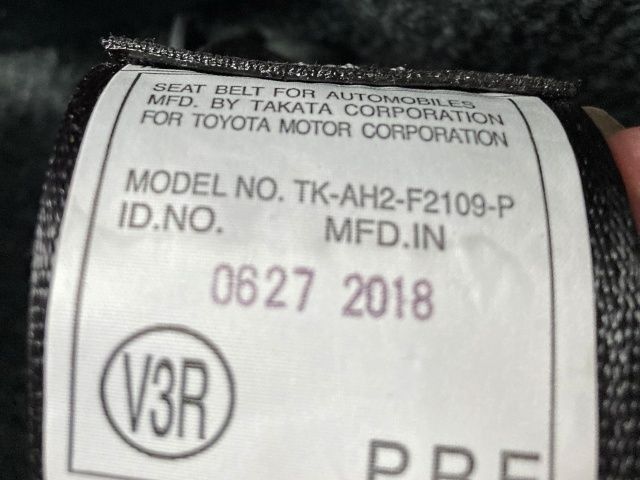 SEAT BELT FOR AUTOMOBILES
MFD. BY TAKATA CORPORATION
FOR TOYOTA MOTOR CORPORATION
MODEL NO. TK-AH2-F2109-P
ID.NO. MFD.IN
0627 2018
V3R
PRE